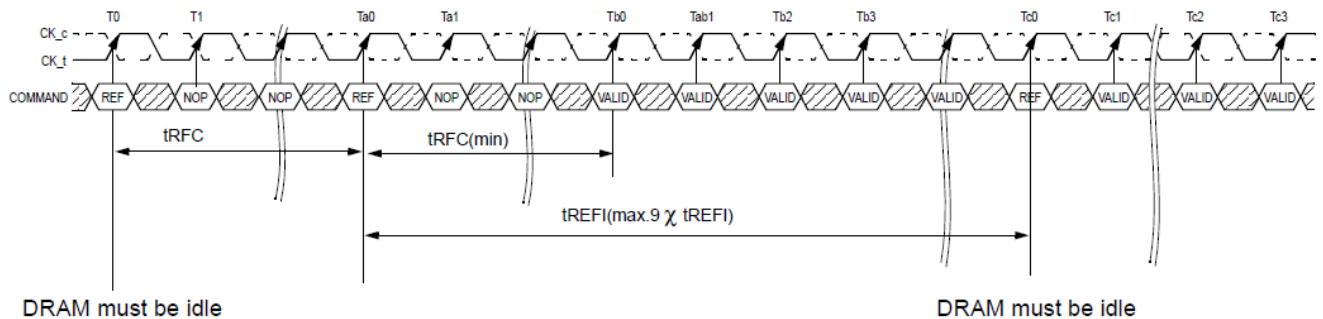 T0 T1 Ta0 Ta1 Tb0 Tab1 Tb2 Tb3 Tc0 Tc1 Tc2 Tc3
CK_c
CK_t
COMMAND REF NOP NOP REF NOP NOP VALID VALID VALID VALID VALID REF VALID VALID VALID
tRFC tRFC(min)
tREFI(max.9 χ tREFI)
DRAM must be idle DRAM must be idle